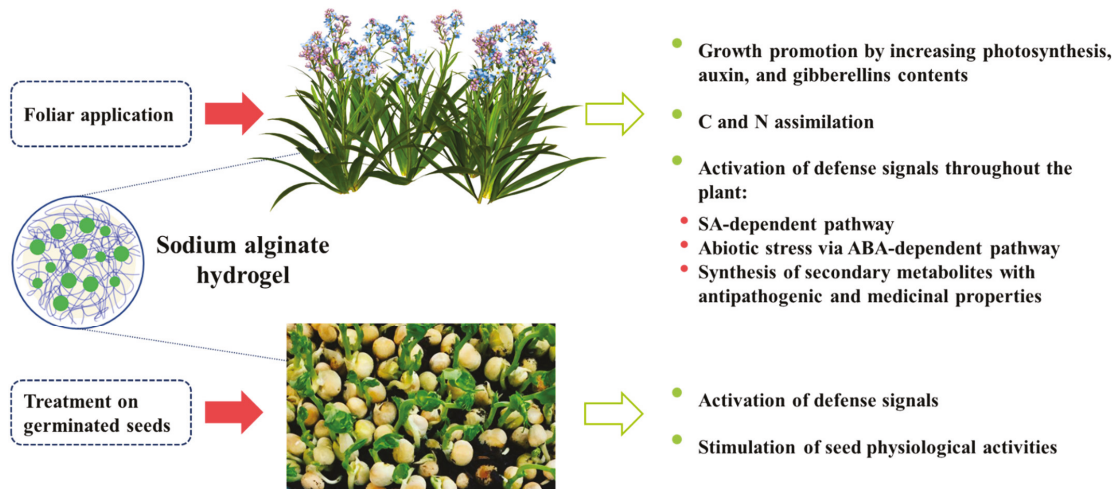 Foliar application
Growth promotion by increasing photosynthesis,
auxin, and gibberellins contents
C and N assimilation
Activation of defense signals throughout the
plant:
SA-dependent pathway
Abiotic stress via ABA-dependent pathway
Synthesis of secondary metabolites with
antipathogenic and medicinal properties
Sodium alginate
hydrogel
Treatment on
germinated seeds
Activation of defense signals
Stimulation of seed physiological activities